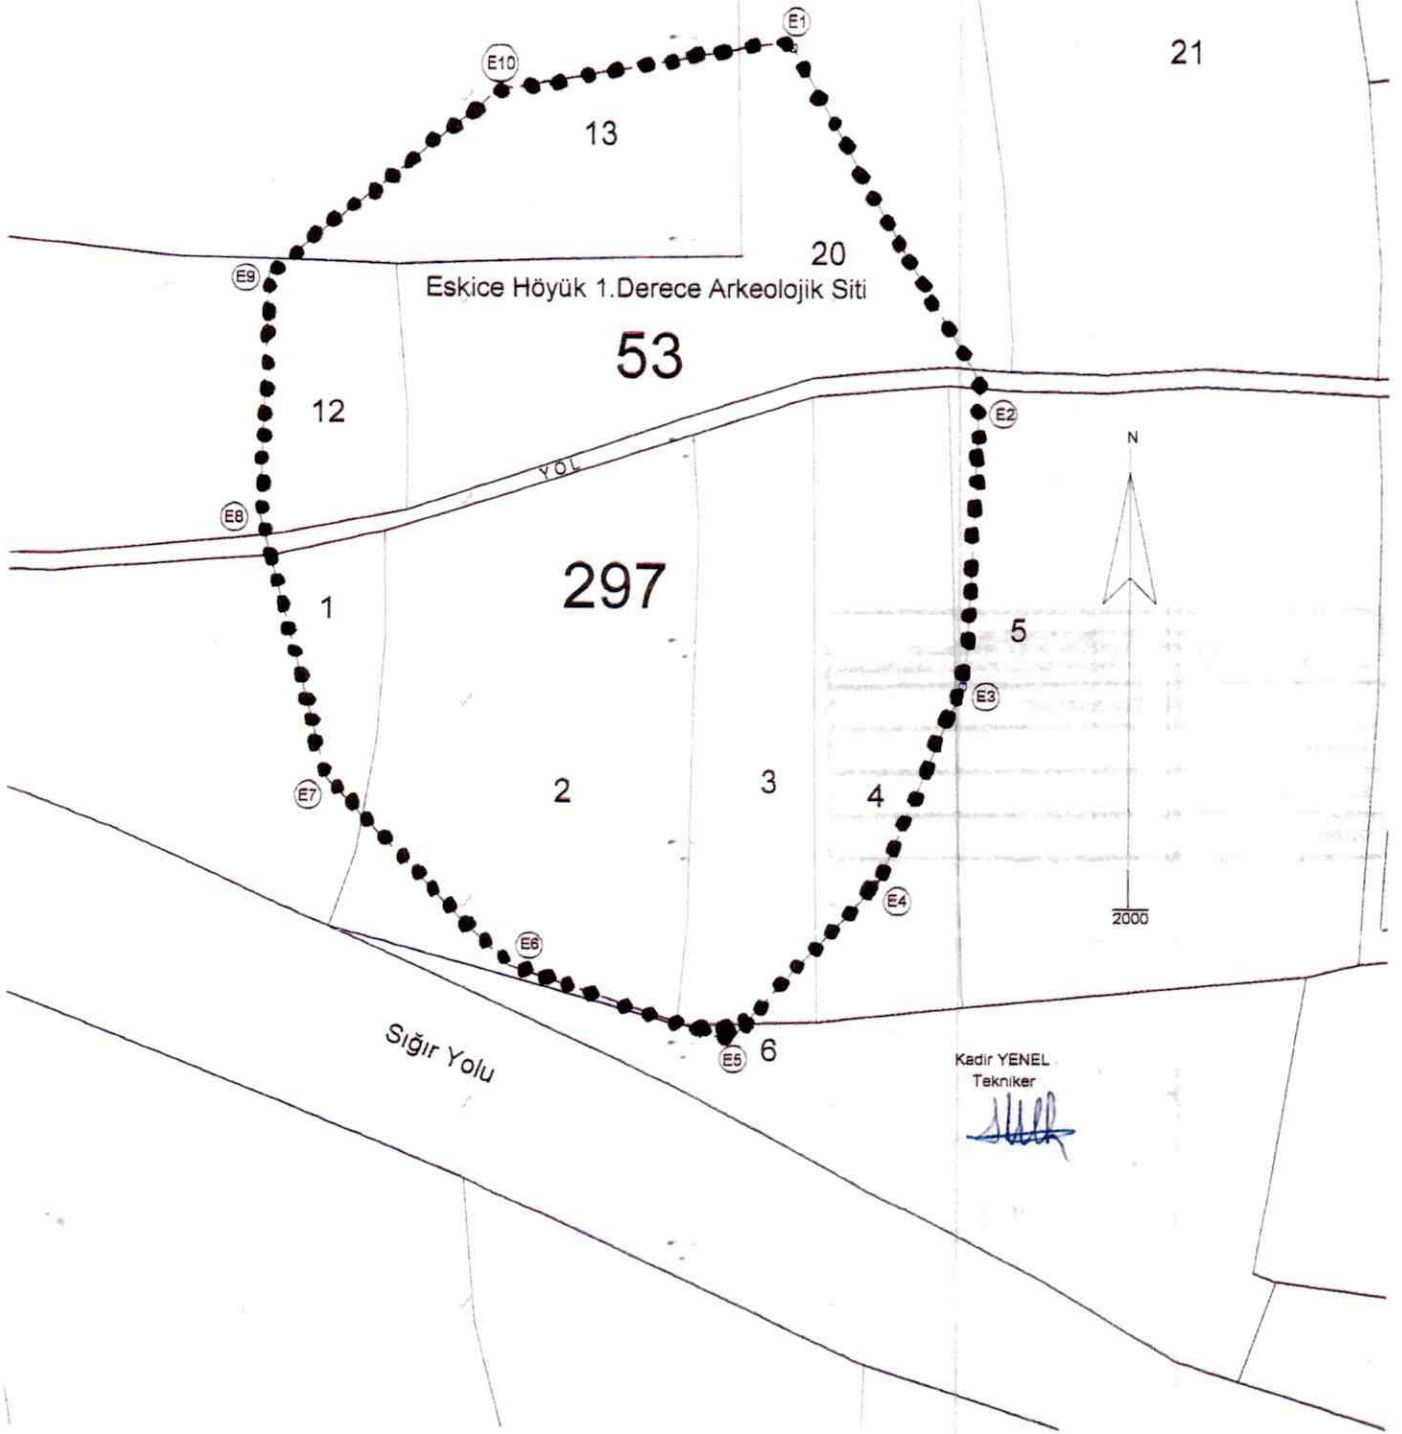 E1
21
E10
13
20
E9
Eskice Höyük 1.Derece Arkeolojik Siti
53
12
E2
N
YOL
E8
297
1
5
E3
2
3
4
E7
E4
2000
E6
E5
6
Sığır Yolu
Kadir YENEL
Tekniker